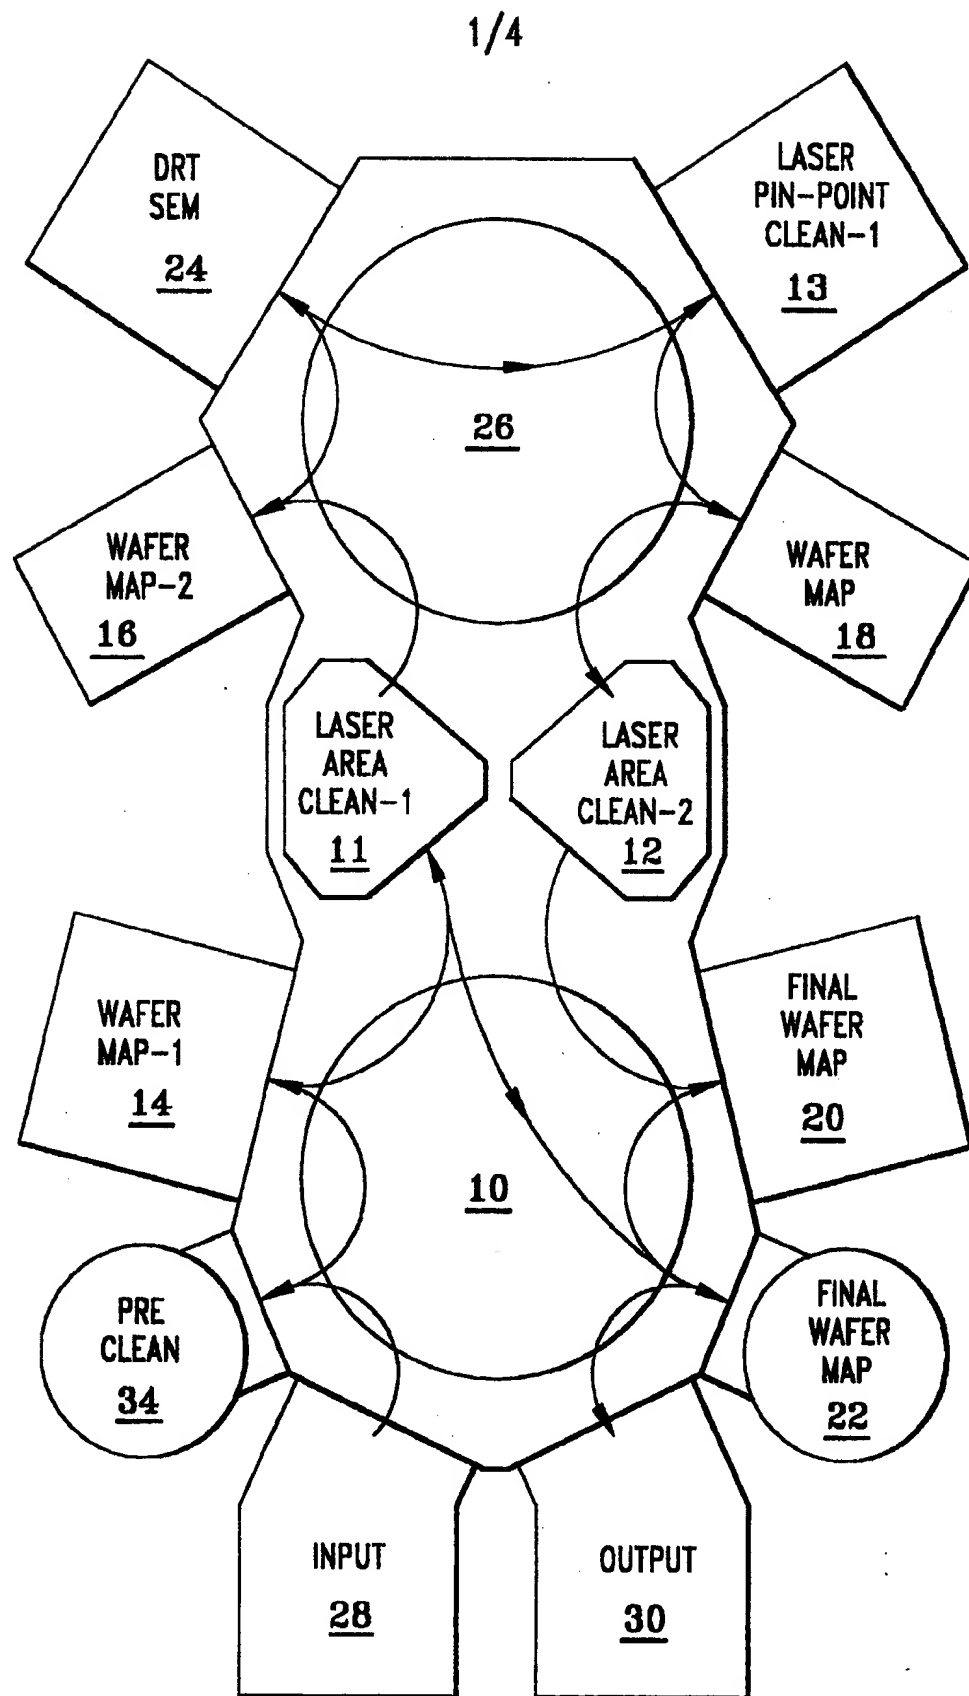 1/4
DRT
SEM
24
LASER
PIN-POINT
CLEAN-1
13
26
WAFER
MAP-2
16
WAFER
MAP
18
LASER
AREA
CLEAN-1
11
LASER
AREA
CLEAN-2
12
WAFER
MAP-1
14
FINAL
WAFER
MAP
20
10
PRE
CLEAN
34
FINAL
WAFER
MAP
22
INPUT
28
OUTPUT
30